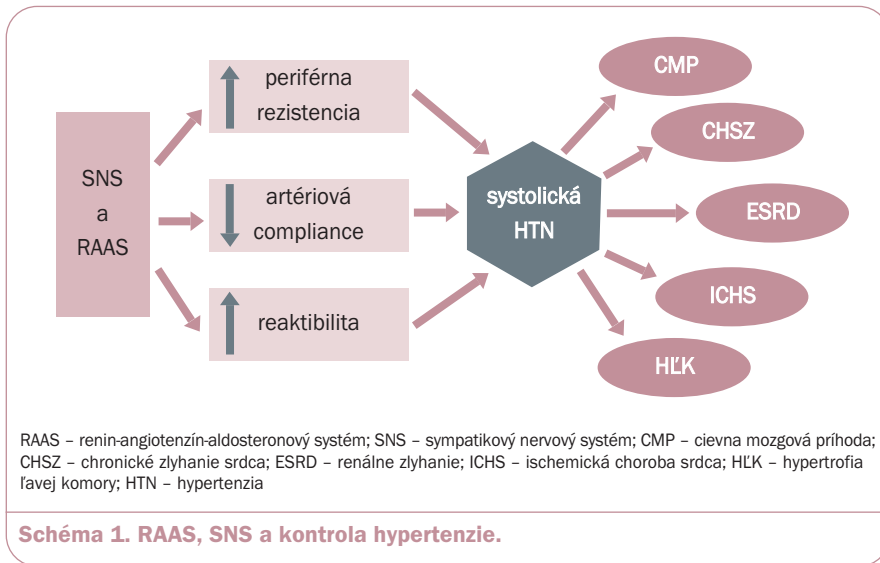 SNS
a
RAAS
periférna
rezistencia
artériová
compliance
reaktibilita
systolická
HTN
CMP
CHSZ
ESRD
ICHS
HĽK
RAAS – renin-angiotenzín-aldosteronový systém; SNS – sympatikový nervový systém; CMP – cievna mozgová príhoda;
CHSZ – chronické zlyhanie srdca; ESRD – renálne zlyhanie; ICHS – ischemická choroba srdca; HĽK – hypertrofia
ľavej komory; HTN – hypertenzia
Schéma 1. RAAS, SNS a kontrola hypertenzie.